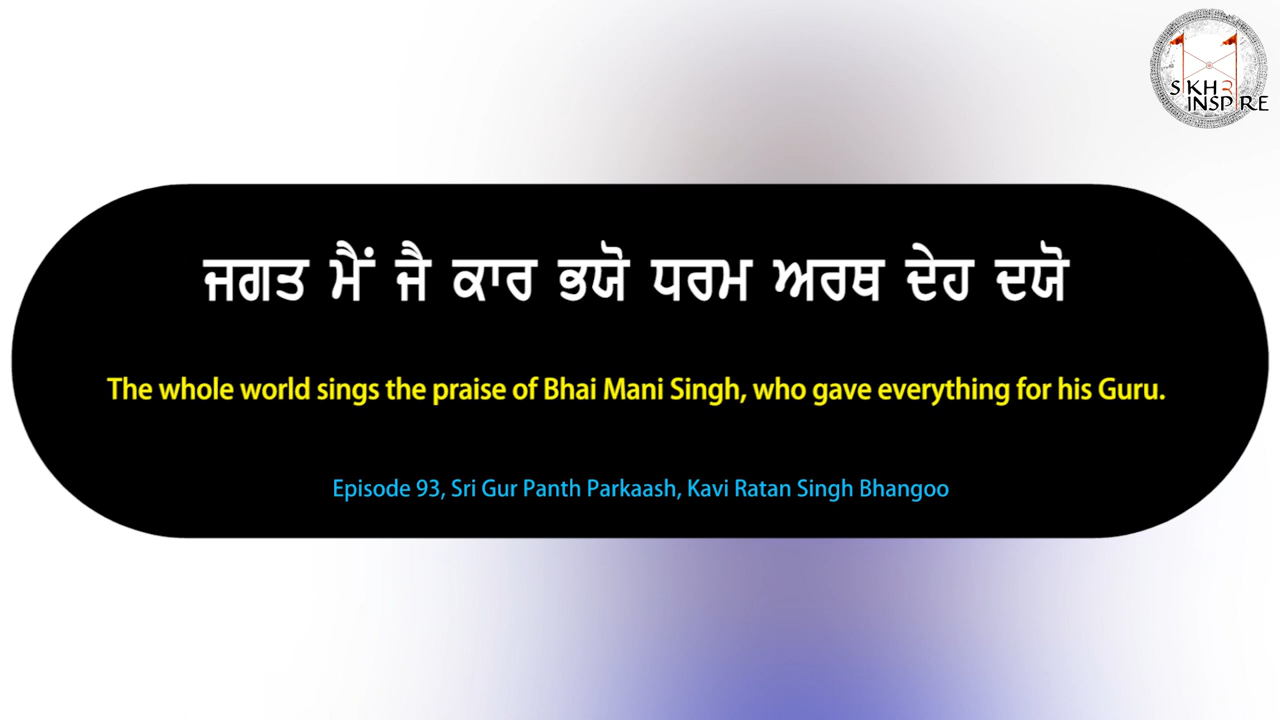 SIKHR
INSPIRE
ਜਗਤ ਮੈਂ ਜੈ ਕਾਰ ਭਯੋ ਧਰਮ ਅਰਥ ਦੇਹ ਦਯੋ
The whole world sings the praise of Bhai Mani Singh, who gave everything for his Guru.
Episode 93, Sri Gur Panth Parkaash, Kavi Ratan Singh Bhangoo